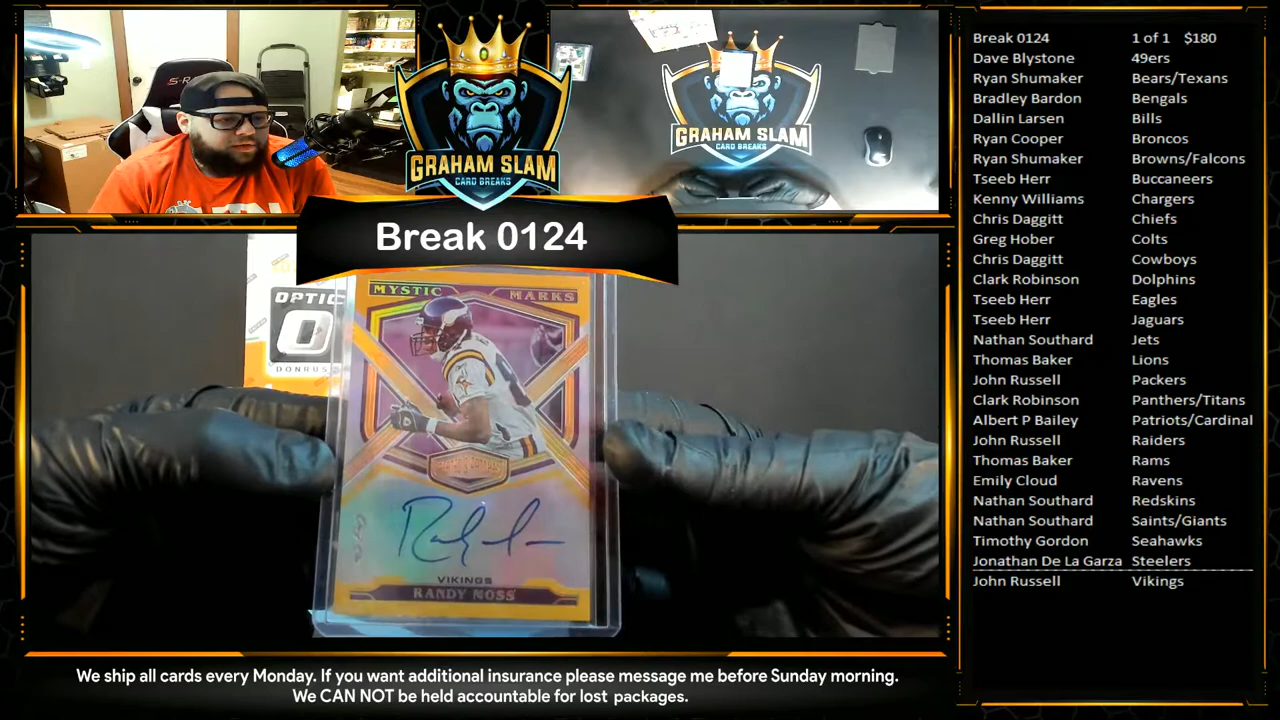 GRAHAM SLAM
CARD BREAKS
GRAHAM SLAM
CARD BREAKS
Break 0124
OPTIC
DONRUSS
MYSTIC MARKS
VIKINGS
RANDY MOSS
We ship all cards every Monday. If you want additional insurance please message me before Sunday morning.
We CAN NOT be held accountable for lost packages.
Break 0124 1 of 1 $180
Dave Blystone 49ers
Ryan Shumaker Bears/Texans
Bradley Bardon Bengals
Dallin Larsen Bills
Ryan Cooper Broncos
Ryan Shumaker Browns/Falcons
Tseeb Herr Buccaneers
Kenny Williams Chargers
Chris Daggitt Chiefs
Greg Hober Colts
Chris Daggitt Cowboys
Clark Robinson Dolphins
Tseeb Herr Eagles
Tseeb Herr Jaguars
Nathan Southard Jets
Thomas Baker Lions
John Russell Packers
Clark Robinson Panthers/Titans
Albert P Bailey Patriots/Cardinal
John Russell Raiders
Thomas Baker Rams
Emily Cloud Ravens
Nathan Southard Redskins
Nathan Southard Saints/Giants
Timothy Gordon Seahawks
Jonathan De La Garza Steelers
John Russell Vikings